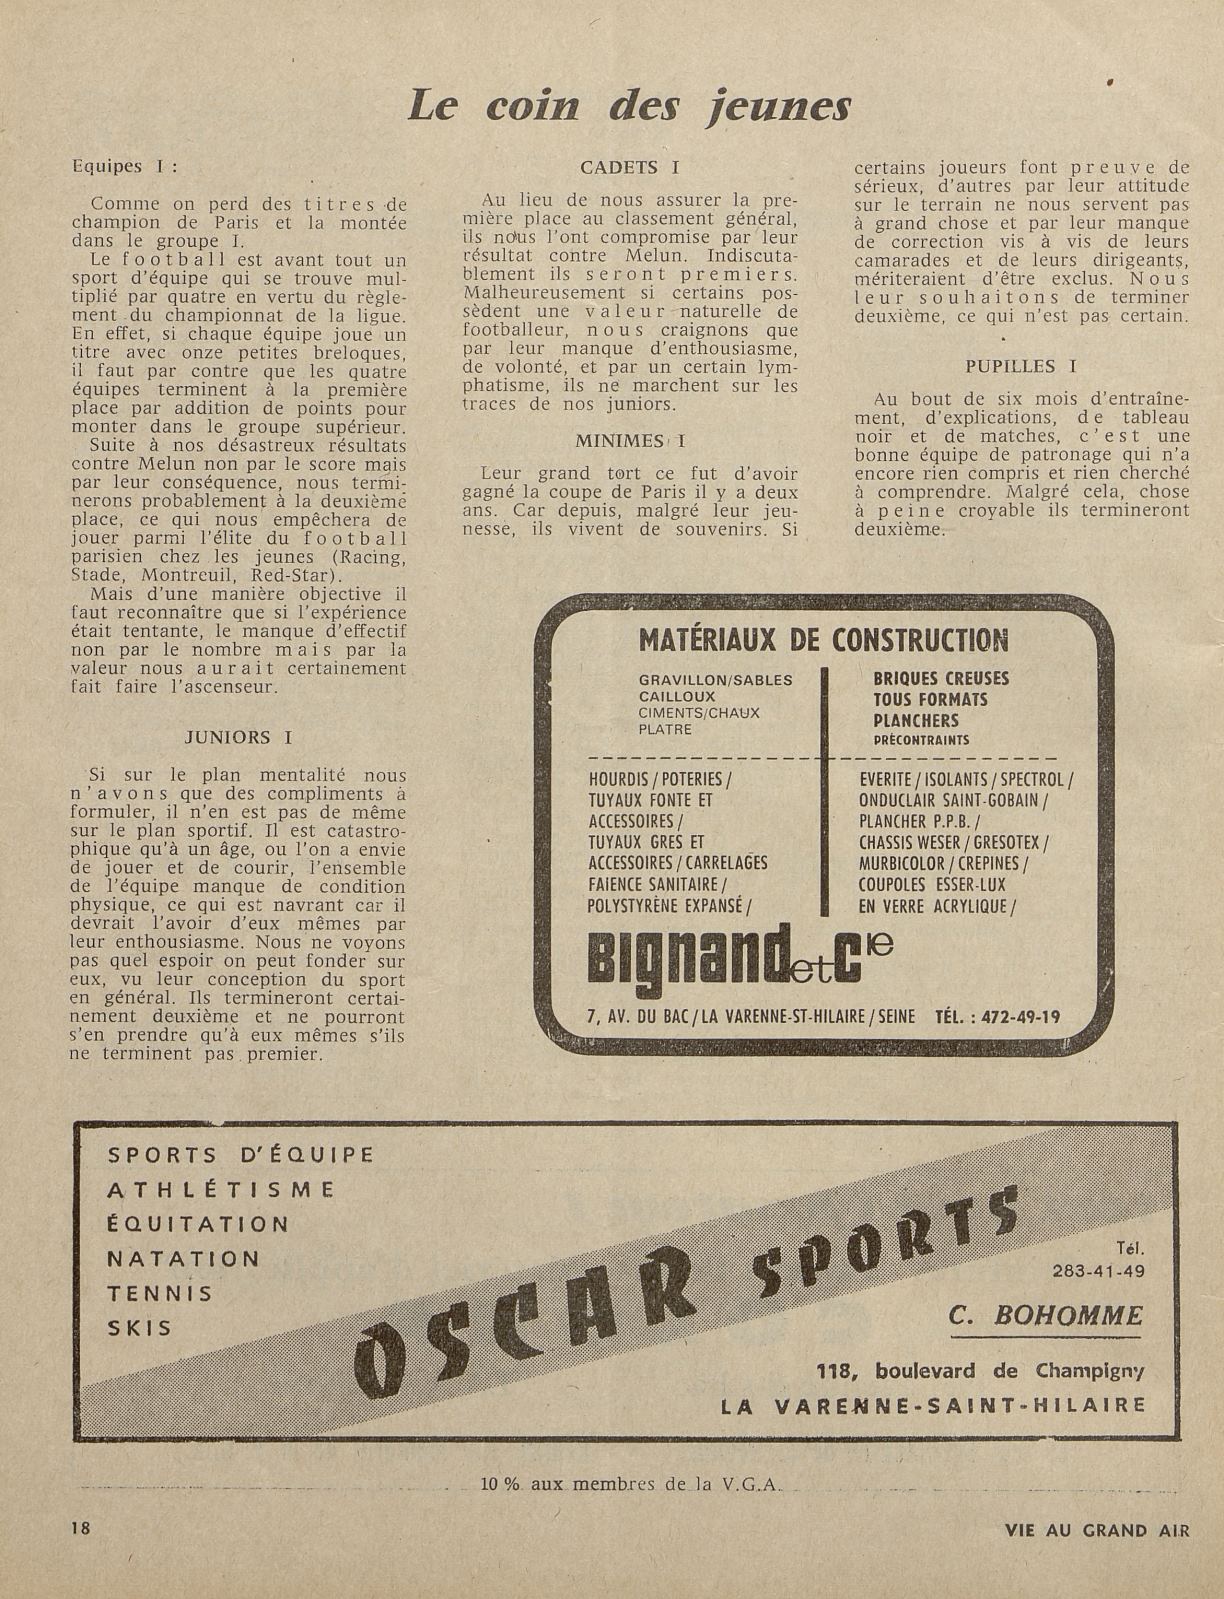 Le coin des jeunes
Equipes I :
Comme on perd des titres de
champion de Paris et la montée
dans le groupe I.
Le football est avant tout un
sport d'équipe qui se trouve mul-
tiplié par quatre en vertu du règle-
ment du championnat de la ligue.
En effet, si chaque équipe joue un
titre avec onze petites breloques,
il faut par contre que les quatre
équipes terminent à la première
place par addition de points pour
monter dans le groupe supérieur.
Suite à nos désastreux résultats
contre Melun non par le score mais
par leur conséquence, nous termi-
nerons probablement à la deuxième
place, ce qui nous empêchera de
jouer parmi l'élite du football
parisien chez les jeunes (Racing,
Stade, Montreuil, Red-Star).
Mais d'une manière objective il
faut reconnaître que si l'expérience
était tentante, le manque d'effectif
non par le nombre mais par la
valeur nous aurait certainement
fait faire l'ascenseur.
JUNIORS I
Si sur le plan mentalité nous
n'avons que des compliments à
formuler, il n'en est pas de même
sur le plan sportif. Il est catastro-
phique qu'à un âge, ou l'on a envie
de jouer et de courir, l'ensemble
de l'équipe manque de condition
physique, ce qui est navrant car il
devrait l'avoir d'eux mêmes par
leur enthousiasme. Nous ne voyons
pas quel espoir on peut fonder sur
eux, vu leur conception du sport
en général. Ils termineront certai-
nement deuxième et ne pourront
s'en prendre qu'à eux mêmes s'ils
ne terminent pas premier.
CADETS I
Au lieu de nous assurer la pre-
mière place au classement général,
ils nous l'ont compromise par leur
résultat contre Melun. Indiscuta-
blement ils seront premiers.
Malheureusement si certains pos-
sèdent une valeur naturelle de
footballeur, nous craignons que
par leur manque d'enthousiasme,
de volonté, et par un certain lym-
phatisme, ils ne marchent sur les
traces de nos juniors.
MINIMES I
Leur grand tort ce fut d'avoir
gagné la coupe de Paris il y a deux
ans. Car depuis, malgré leur jeu-
nesse, ils vivent de souvenirs. Si
certains joueurs font preuve de
sérieux, d'autres par leur attitude
sur le terrain ne nous servent pas
à grand chose et par leur manque
de correction vis à vis de leurs
camarades et de leurs dirigeants,
mériteraient d'être exclus. Nous
leur souhaitons de terminer
deuxième, ce qui n'est pas certain.
PUPILLES I
Au bout de six mois d'entraîne-
ment, d'explications, de tableau
noir et de matches, c'est une
bonne équipe de patronage qui n'a
encore rien compris et rien cherché
à comprendre. Malgré cela, chose
à peine croyable ils termineront
deuxième.
MATÉRIAUX DE CONSTRUCTION
GRAVILLON/SABLES
CAILLOUX
CIMENTS/CHAUX
PLATRE
BRIQUES CREUSES
TOUS FORMATS
PLANCHERS
PRÉCONTRAINTS
HOURDIS / POTERIES /
TUYAUX FONTE ET
ACCESSOIRES /
TUYAUX GRES ET
ACCESSOIRES / CARRELAGES
FAIENCE SANITAIRE /
POLYSTYRÈNE EXPANSÉ /
EVERITE / ISOLANTS / SPECTROL /
ONDUCLAIR SAINT-GOBAIN /
PLANCHER P.P.B. /
CHASSIS WESER / GRESOTEX /
MURBICOLOR / CREPINES /
COUPOLES ESSER-LUX
EN VERRE ACRYLIQUE /
BIgnand et Cie
7, AV. DU BAC / LA VARENNE-ST-HILAIRE / SEINE TÉL. : 472-49-19
SPORTS D'ÉQUIPE
ATHLÉTISME
ÉQUITATION
NATATION
TENNIS
SKIS
OSCAR SPORTS
Tél.
283-41-49
C. BOHOMME
118, boulevard de Champigny
LA VARENNE-SAINT-HILAIRE
10 % aux membres de la V.G.A.
18
VIE AU GRAND AIR